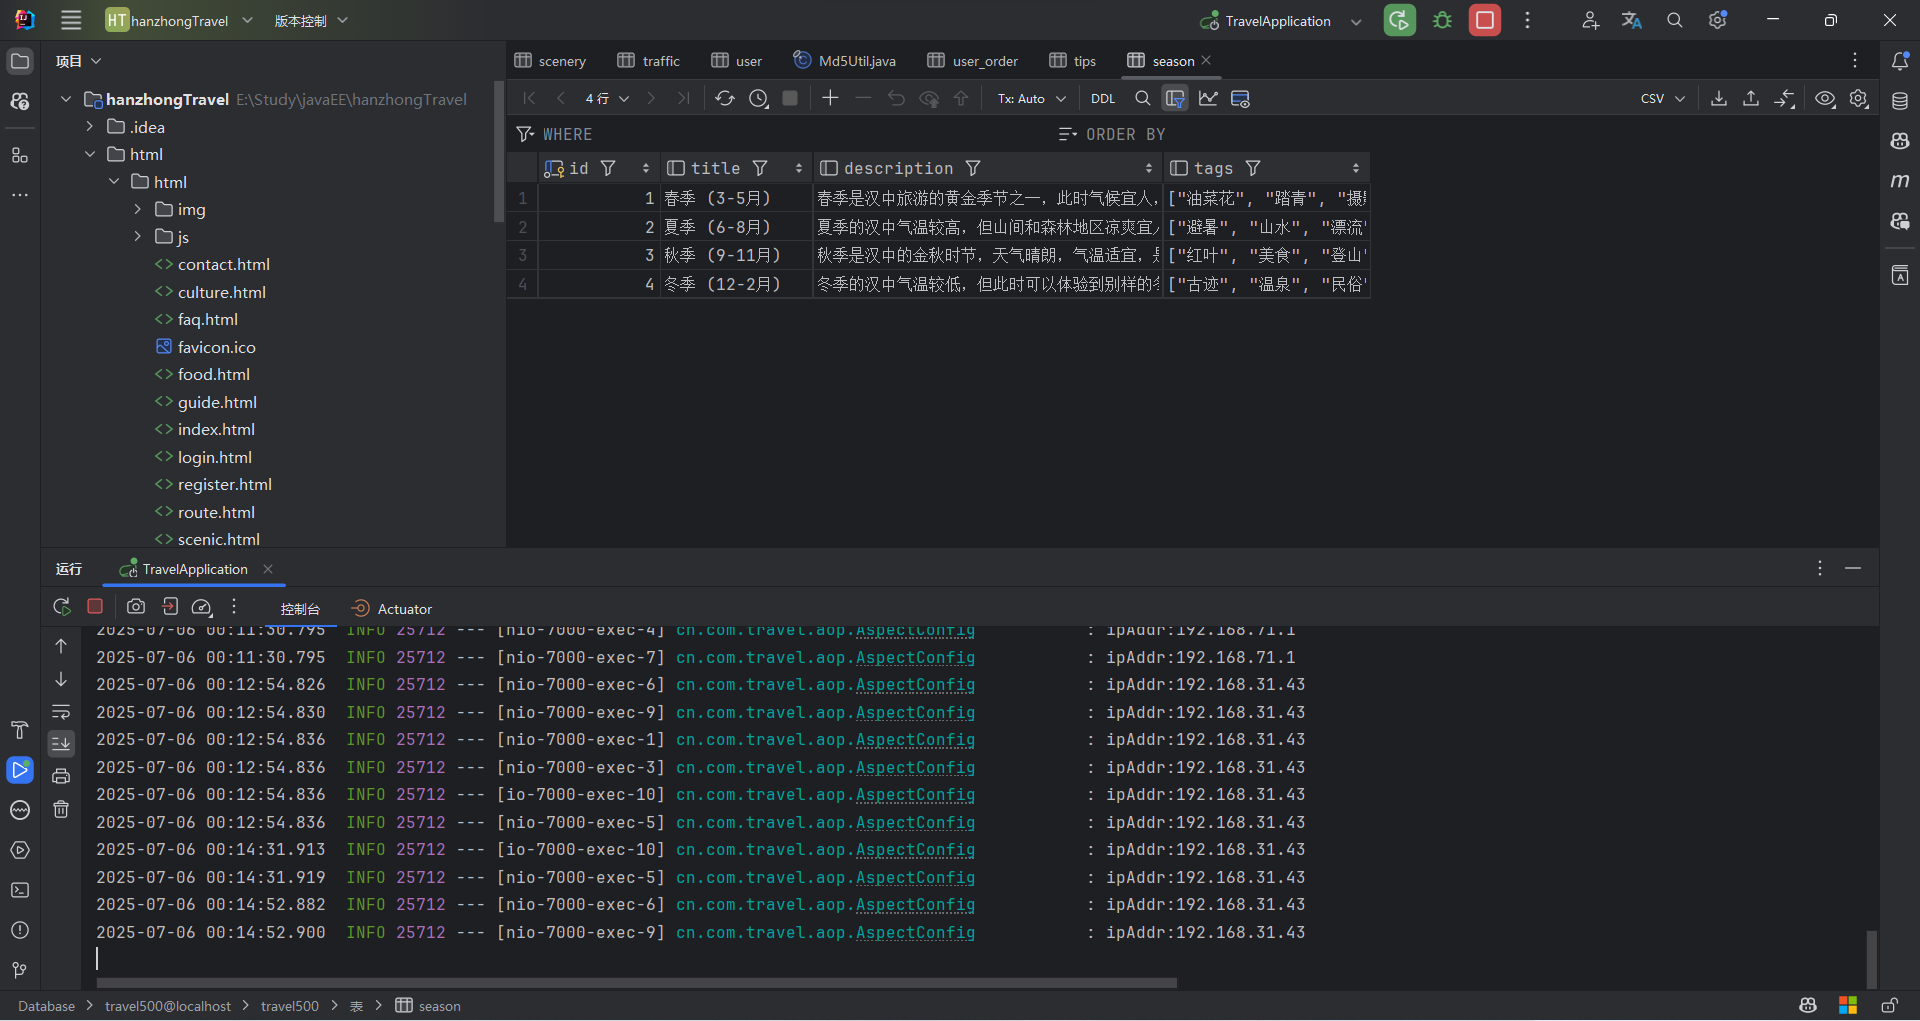 HT hanzhongTravel 版本控制 TravelApplication
项目
scenery traffic user Md5Util.java user_order tips season
hanzhongTravel E:\Study\javaEE\hanzhongTravel
4 行 Tx: Auto DDL CSV
.idea
html
WHERE ORDER BY
html
id title description tags
img
js
contact.html
culture.html
faq.html
favicon.ico
food.html
guide.html
index.html
login.html
register.html
route.html
scenic.html
1 1 春季 (3-5月) 春季是汉中旅游的黄金季节之一，此时气候宜人， ["油菜花", "踏青", "摄
2 2 夏季 (6-8月) 夏季的汉中气温较高，但山间和森林地区凉爽宜 ["避暑", "山水", "漂流"
3 3 秋季 (9-11月) 秋季是汉中的金秋时节，天气晴朗，气温适宜， ["红叶", "美食", "登山"
4 4 冬季 (12-2月) 冬季的汉中气温较低，但此时可以体验到别样的 ["古迹", "温泉", "民俗"
运行 TravelApplication
控制台 Actuator
2025-07-06 00:11:30.795 INFO 25712 --- [nio-7000-exec-4] cn.com.travel.aop.AspectConfig : ipAddr:192.168.71.1
2025-07-06 00:11:30.795 INFO 25712 --- [nio-7000-exec-7] cn.com.travel.aop.AspectConfig : ipAddr:192.168.71.1
2025-07-06 00:12:54.826 INFO 25712 --- [nio-7000-exec-6] cn.com.travel.aop.AspectConfig : ipAddr:192.168.31.43
2025-07-06 00:12:54.830 INFO 25712 --- [nio-7000-exec-9] cn.com.travel.aop.AspectConfig : ipAddr:192.168.31.43
2025-07-06 00:12:54.836 INFO 25712 --- [nio-7000-exec-1] cn.com.travel.aop.AspectConfig : ipAddr:192.168.31.43
2025-07-06 00:12:54.836 INFO 25712 --- [nio-7000-exec-3] cn.com.travel.aop.AspectConfig : ipAddr:192.168.31.43
2025-07-06 00:12:54.836 INFO 25712 --- [io-7000-exec-10] cn.com.travel.aop.AspectConfig : ipAddr:192.168.31.43
2025-07-06 00:12:54.836 INFO 25712 --- [nio-7000-exec-5] cn.com.travel.aop.AspectConfig : ipAddr:192.168.31.43
2025-07-06 00:14:31.913 INFO 25712 --- [io-7000-exec-10] cn.com.travel.aop.AspectConfig : ipAddr:192.168.31.43
2025-07-06 00:14:31.919 INFO 25712 --- [nio-7000-exec-5] cn.com.travel.aop.AspectConfig : ipAddr:192.168.31.43
2025-07-06 00:14:52.882 INFO 25712 --- [nio-7000-exec-6] cn.com.travel.aop.AspectConfig : ipAddr:192.168.31.43
2025-07-06 00:14:52.900 INFO 25712 --- [nio-7000-exec-9] cn.com.travel.aop.AspectConfig : ipAddr:192.168.31.43
Database travel500@localhost travel500 表 season